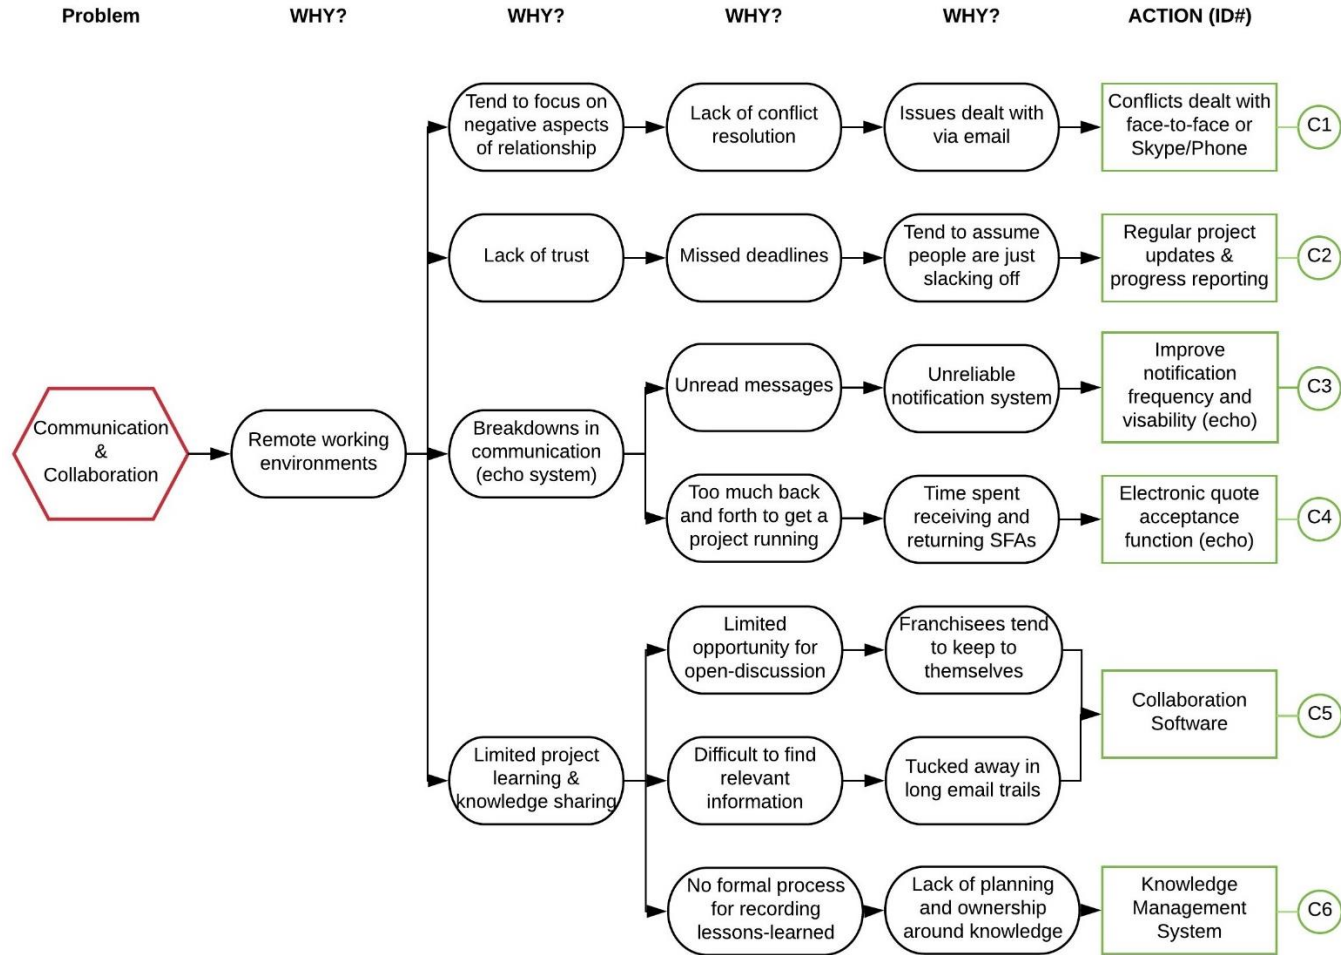 Problem
WHY?
WHY?
WHY?
WHY?
ACTION (ID#)
Tend to focus on
negative aspects
of relationship
Lack of conflict
resolution
Issues dealt with
via email
Conflicts dealt with
face-to-face or
Skype/Phone
C1
Lack of trust
Missed deadlines
Tend to assume
people are just
slacking off
Regular project
updates &
progress reporting
C2
Unread messages
Unreliable
notification system
Improve
notification
frequency and
visability (echo)
C3
Communication
&
Collaboration
Remote working
environments
Breakdowns in
communication
(echo system)
Too much back
and forth to get a
project running
Time spent
receiving and
returning SFAs
Electronic quote
acceptance
function (echo)
C4
Limited
opportunity for
open-discussion
Franchisees tend
to keep to
themselves
Collaboration
Software
C5
Limited project
learning &
knowledge sharing
Difficult to find
relevant
information
Tucked away in
long email trails
No formal process
for recording
lessons-learned
Lack of planning
and ownership
around knowledge
Knowledge
Management
System
C6